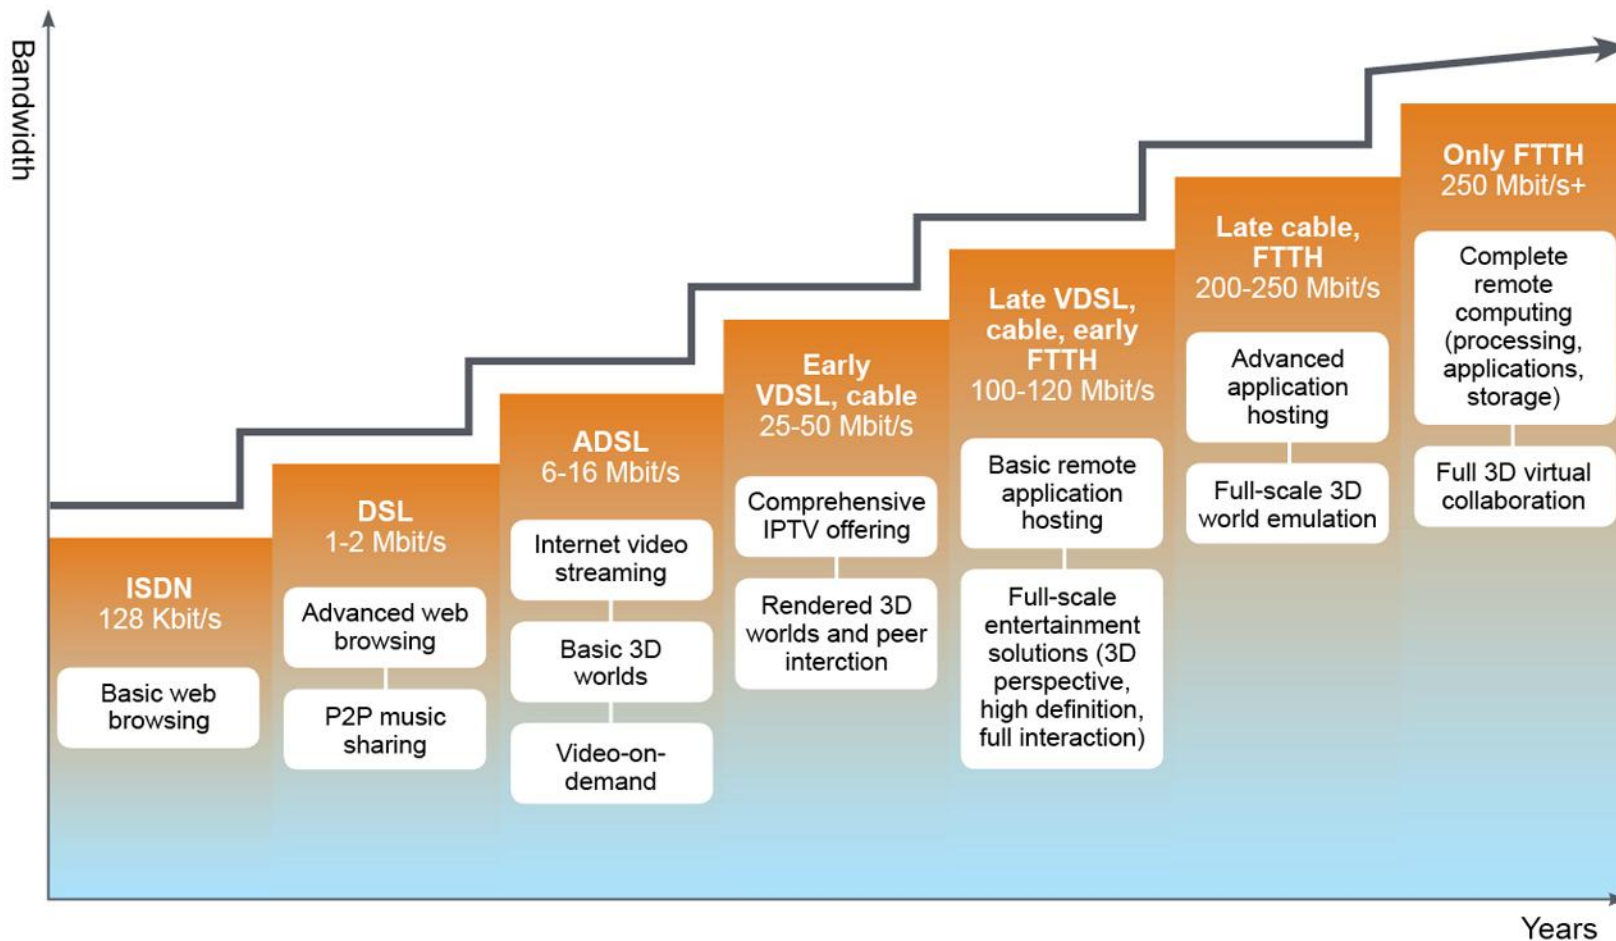 Bandwidth
ISDN
128 Kbit/s
Basic web
browsing
DSL
1-2 Mbit/s
Advanced web
browsing
P2P music
sharing
ADSL
6-16 Mbit/s
Internet video
streaming
Basic 3D
worlds
Video-on-
demand
Early
VDSL, cable
25-50 Mbit/s
Comprehensive
IPTV offering
Rendered 3D
worlds and peer
interction
Late VDSL,
cable, early
FTTH
100-120 Mbit/s
Basic remote
application
hosting
Full-scale
entertainment
solutions (3D
perspective,
high definition,
full interaction)
Late cable,
FTTH
200-250 Mbit/s
Advanced
application
hosting
Full-scale 3D
world emulation
Only FTTH
250 Mbit/s+
Complete
remote
computing
(processing,
applications,
storage)
Full 3D virtual
collaboration
Years